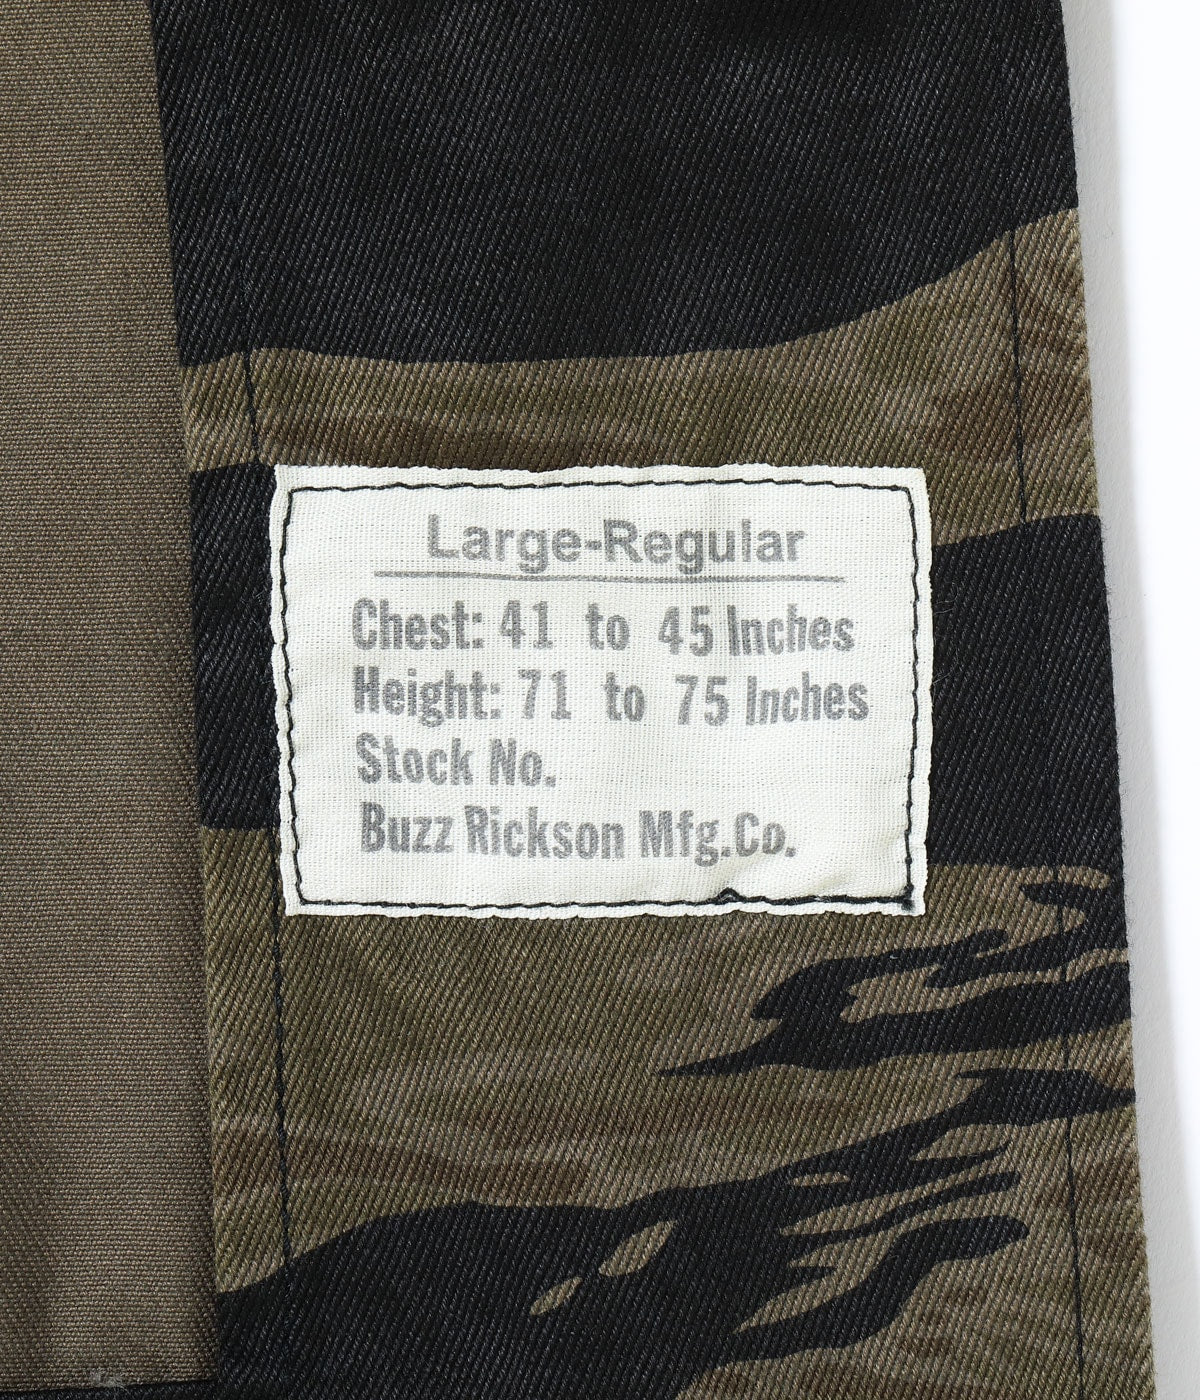 Large-Regular
Chest: 41 to 45 Inches
Height: 71 to 75 Inches
Stock No.
Buzz Rickson Mfg.Co.